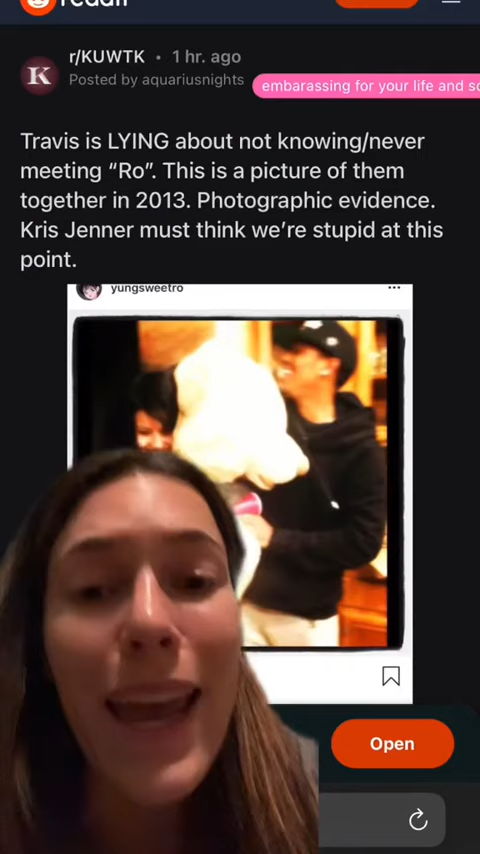 reddit
r/KUWTK • 1 hr. ago
Posted by aquariusnights
embarassing for your life and
Travis is LYING about not knowing/never
meeting “Ro”. This is a picture of them
together in 2013. Photographic evidence.
Kris Jenner must think we’re stupid at this
point.
yungsweetro
Open